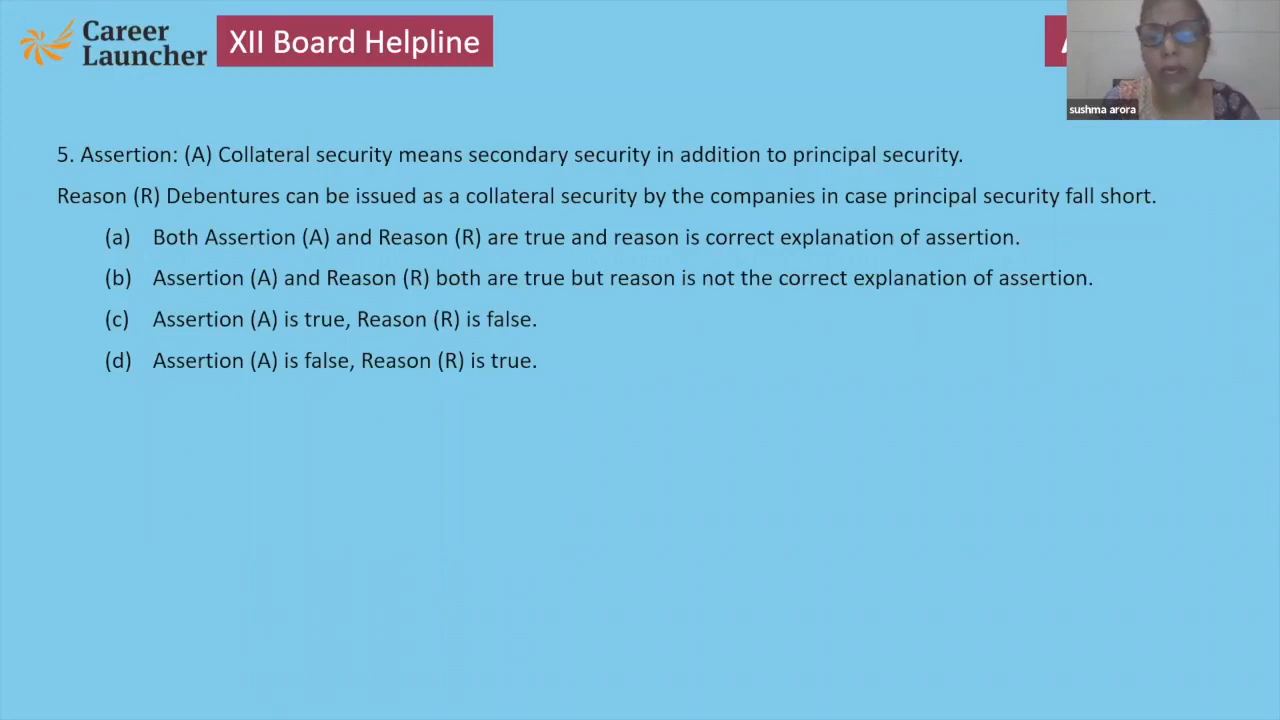 Career
Launcher
XII Board Helpline
sushma arora
5. Assertion: (A) Collateral security means secondary security in addition to principal security.
Reason (R) Debentures can be issued as a collateral security by the companies in case principal security fall short.
(a) Both Assertion (A) and Reason (R) are true and reason is correct explanation of assertion.
(b) Assertion (A) and Reason (R) both are true but reason is not the correct explanation of assertion.
(c) Assertion (A) is true, Reason (R) is false.
(d) Assertion (A) is false, Reason (R) is true.